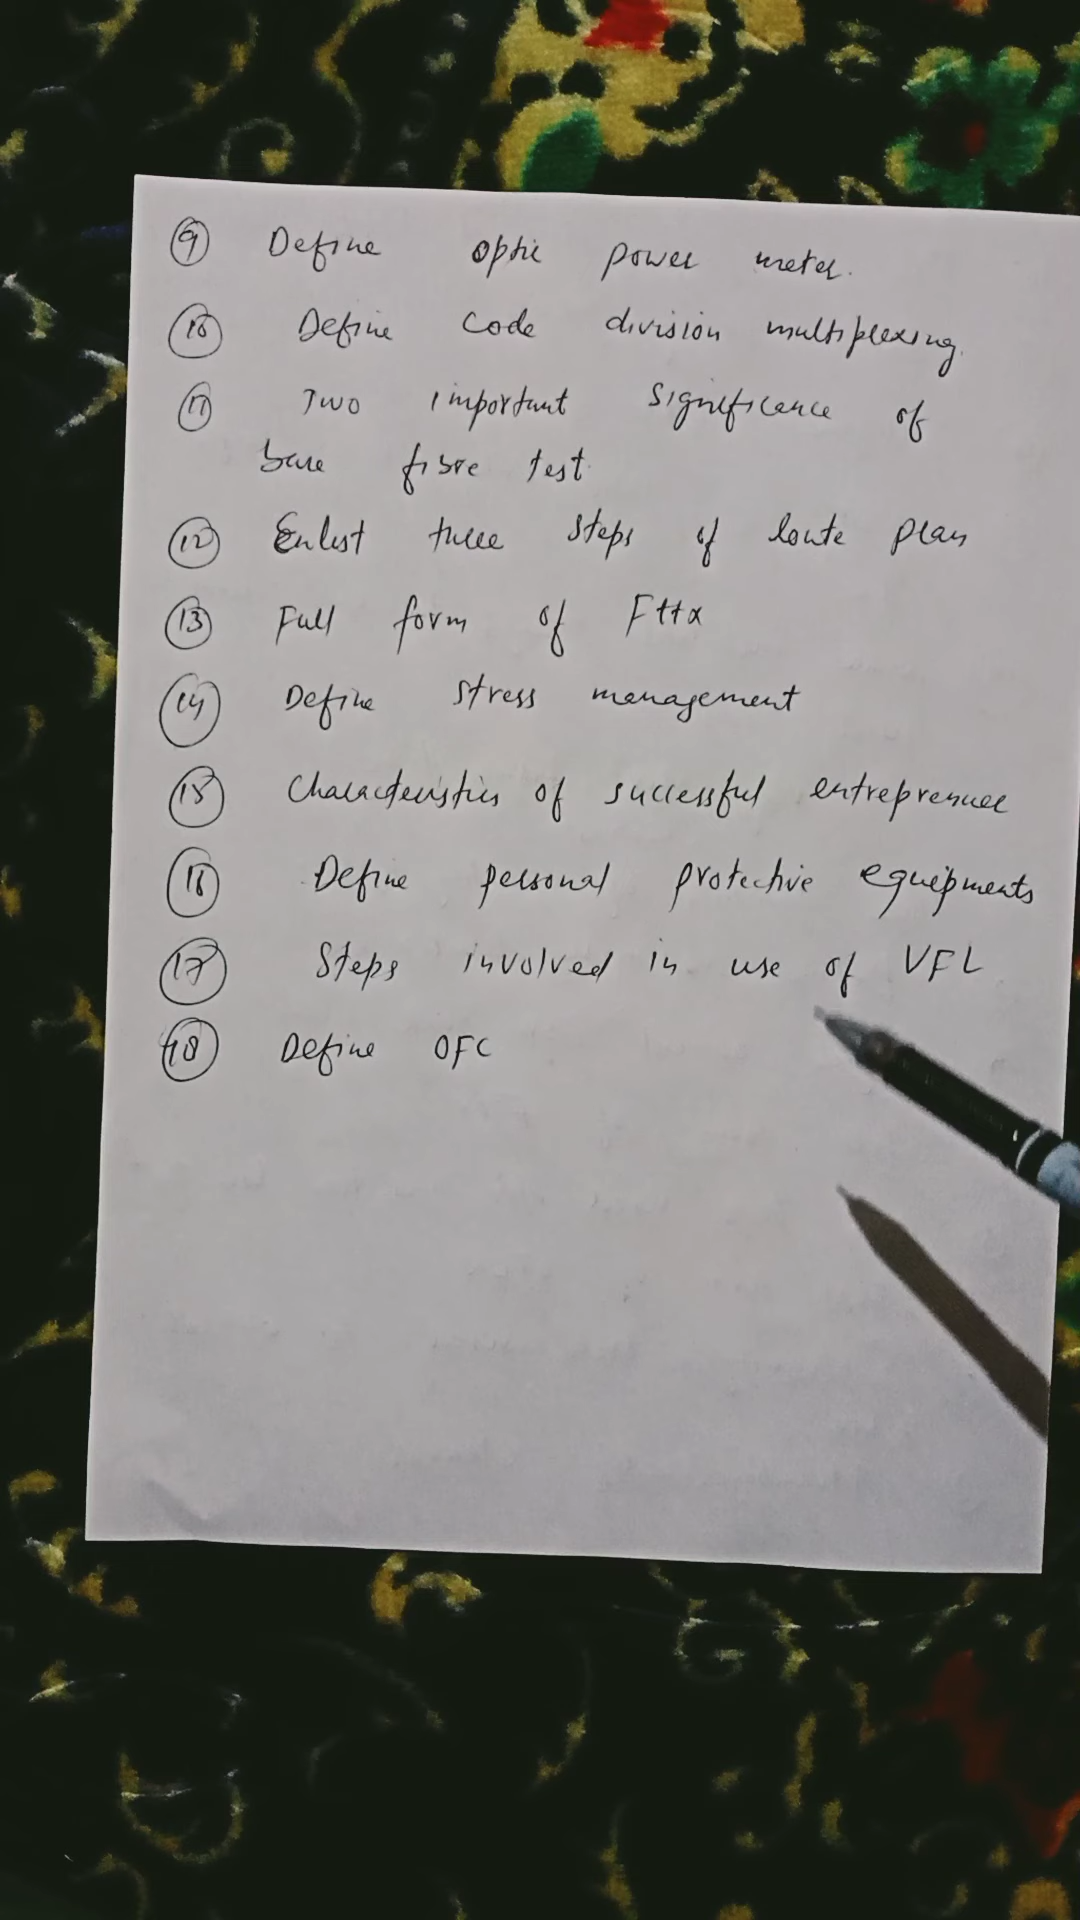 9 Define optic power meter.
10 Define code division multiplexing.
11 Two important significance of
bare fibre test.
12 Enlist three steps of route plan
13 Full form of Fttx
14 Define stress management
15 Characteristics of successful entreprenuer
16 Define personal protective equipments
17 Steps involved in use of VFL
18 Define OFC